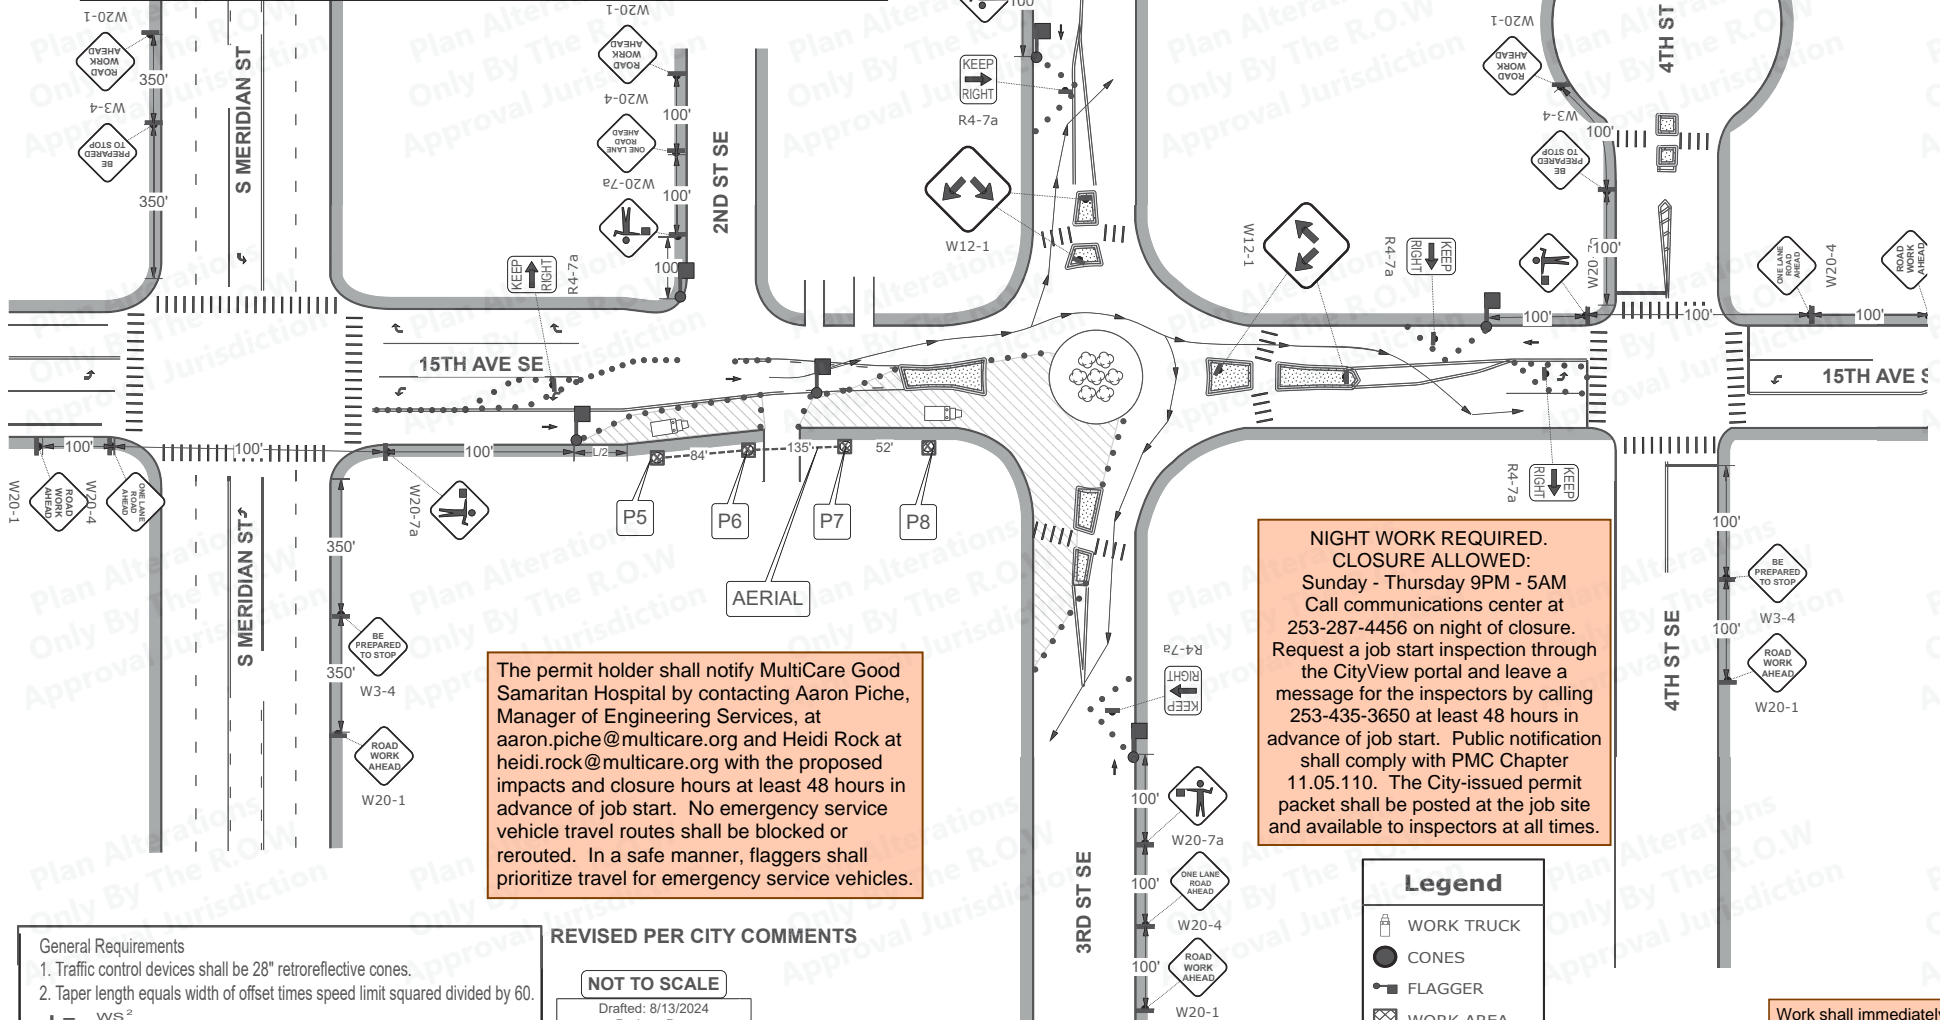 W20-1
ROAD
WORK
AHEAD
350'
W3-4
BE
PREPARED
TO STOP
350'
S MERIDIAN ST
W20-1
ROAD
WORK
AHEAD
W20-4
100'
ONE LANE
ROAD
AHEAD
W20-7a
100'
100'
2ND ST SE
KEEP
RIGHT
R4-7a
100'
KEEP
RIGHT
R4-7a
W12-1
W12-1
R4-7a
KEEP
RIGHT
W20-1
ROAD
WORK
AHEAD
W3-4
100'
BE
PREPARED
TO STOP
100'
4TH ST SE
ONE LANE
ROAD
AHEAD
W20-4
ROAD
WORK
AHEAD
100'
100'
100'
15TH AVE SE
15TH AVE S
100'
100'
100'
L/2
84'
135'
52'
W20-1
ROAD
WORK
AHEAD
W20-4
ONE LANE
ROAD
AHEAD
W20-7a
P5
P6
P7
P8
AERIAL
R4-7a
KEEP
RIGHT
S MERIDIAN ST
350'
BE
PREPARED
TO STOP
W3-4
350'
ROAD
WORK
AHEAD
W20-1
The permit holder shall notify MultiCare Good
Samaritan Hospital by contacting Aaron Piche,
Manager of Engineering Services, at
aaron.piche@multicare.org and Heidi Rock at
heidi.rock@multicare.org with the proposed
impacts and closure hours at least 48 hours in
advance of job start.  No emergency service
vehicle travel routes shall be blocked or
rerouted.  In a safe manner, flaggers shall
prioritize travel for emergency service vehicles.
R4-7a
KEEP
RIGHT
100'
W20-7a
100'
ONE LANE
ROAD
AHEAD
W20-4
100'
ROAD
WORK
AHEAD
W20-1
3RD ST SE
NIGHT WORK REQUIRED.
CLOSURE ALLOWED:
Sunday - Thursday 9PM - 5AM
Call communications center at
253-287-4456 on night of closure.
Request a job start inspection through
the CityView portal and leave a
message for the inspectors by calling
253-435-3650 at least 48 hours in
advance of job start.  Public notification
shall comply with PMC Chapter
11.05.110.  The City-issued permit
packet shall be posted at the job site
and available to inspectors at all times.
4TH ST SE
100'
BE
PREPARED
TO STOP
W3-4
100'
ROAD
WORK
AHEAD
W20-1
General Requirements
1. Traffic control devices shall be 28" retroreflective cones.
2. Taper length equals width of offset times speed limit squared divided by 60.
REVISED PER CITY COMMENTS
NOT TO SCALE
Drafted: 8/13/2024
Legend
WORK TRUCK
CONES
FLAGGER
WORK AREA
Work shall immediately
Plan Alterations
Only By The R.O.W
Approval Jurisdiction